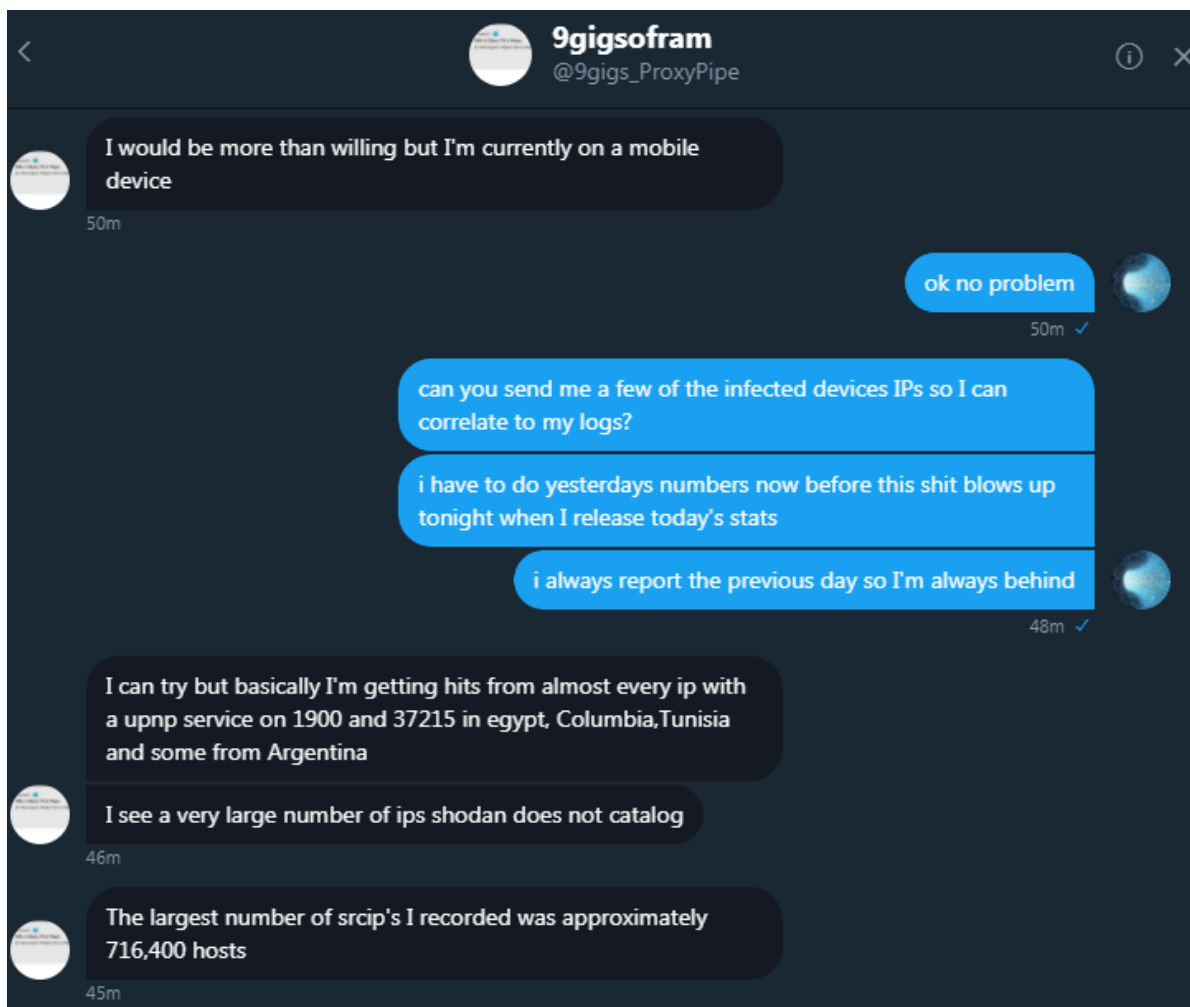 9gigsofram
@9gigs_ProxyPipe
I would be more than willing but I'm currently on a mobile
device
50m
ok no problem
50m ✓
can you send me a few of the infected devices IPs so I can
correlate to my logs?
i have to do yesterdays numbers now before this shit blows up
tonight when I release today's stats
i always report the previous day so I'm always behind
48m ✓
I can try but basically I'm getting hits from almost every ip with
a upnp service on 1900 and 37215 in egypt, Columbia,Tunisia
and some from Argentina
I see a very large number of ips shodan does not catalog
46m
The largest number of srcip's I recorded was approximately
716,400 hosts
45m